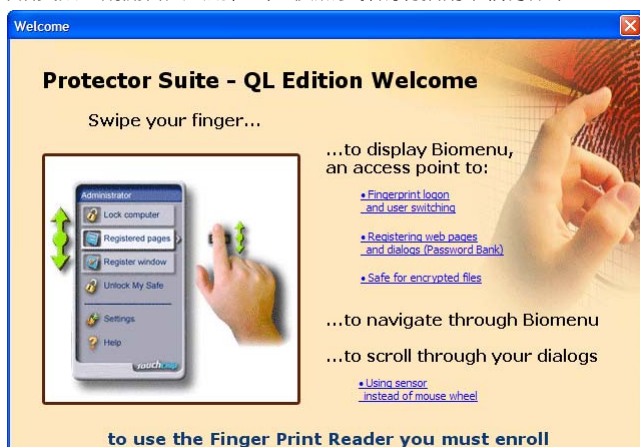 Welcome
Protector Suite - QL Edition Welcome
Swipe your finger...
Administrator
Lock computer
Registered pages
Register window
Unlock My Safe
Settings
Help
touchchip
...to display Biomenu,
an access point to:
• Fingerprint logon
and user switching
• Registering web pages
and dialogs (Password Bank)
• Safe for encrypted files
...to navigate through Biomenu
...to scroll through your dialogs
• Using sensor
instead of mouse wheel
to use the Finger Print Reader you must enroll